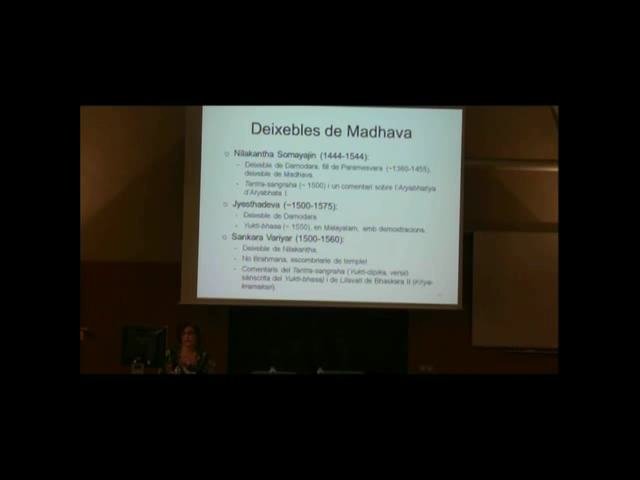 Deixebles de Madhava
o Nilakantha Somayajin (1444-1544):
- Deixeble de Damodara, fill de Paramesvara (~1360-1455), deixeble de Madhava.
- Tantra-sangraha (~ 1500) i un comentari sobre l'Aryabhatiya
d'Aryabhata I.
o Jyesthadeva (~1500-1575):
- Deixeble de Damodara
- Yukti-bhasa (~ 1550), en Malayalam, amb demostracions.
o Sankara Variyar (1500-1560):
- Deixeble de Nilakantha.
- No Brahmana, escombriaire de temple!
- Comentaris del Tantra-sangraha (Yukti-dipika, versió
sànscrita del Yukti-bhasa) i de Lilavati de Bhaskara II (Kriya-
kramakari).